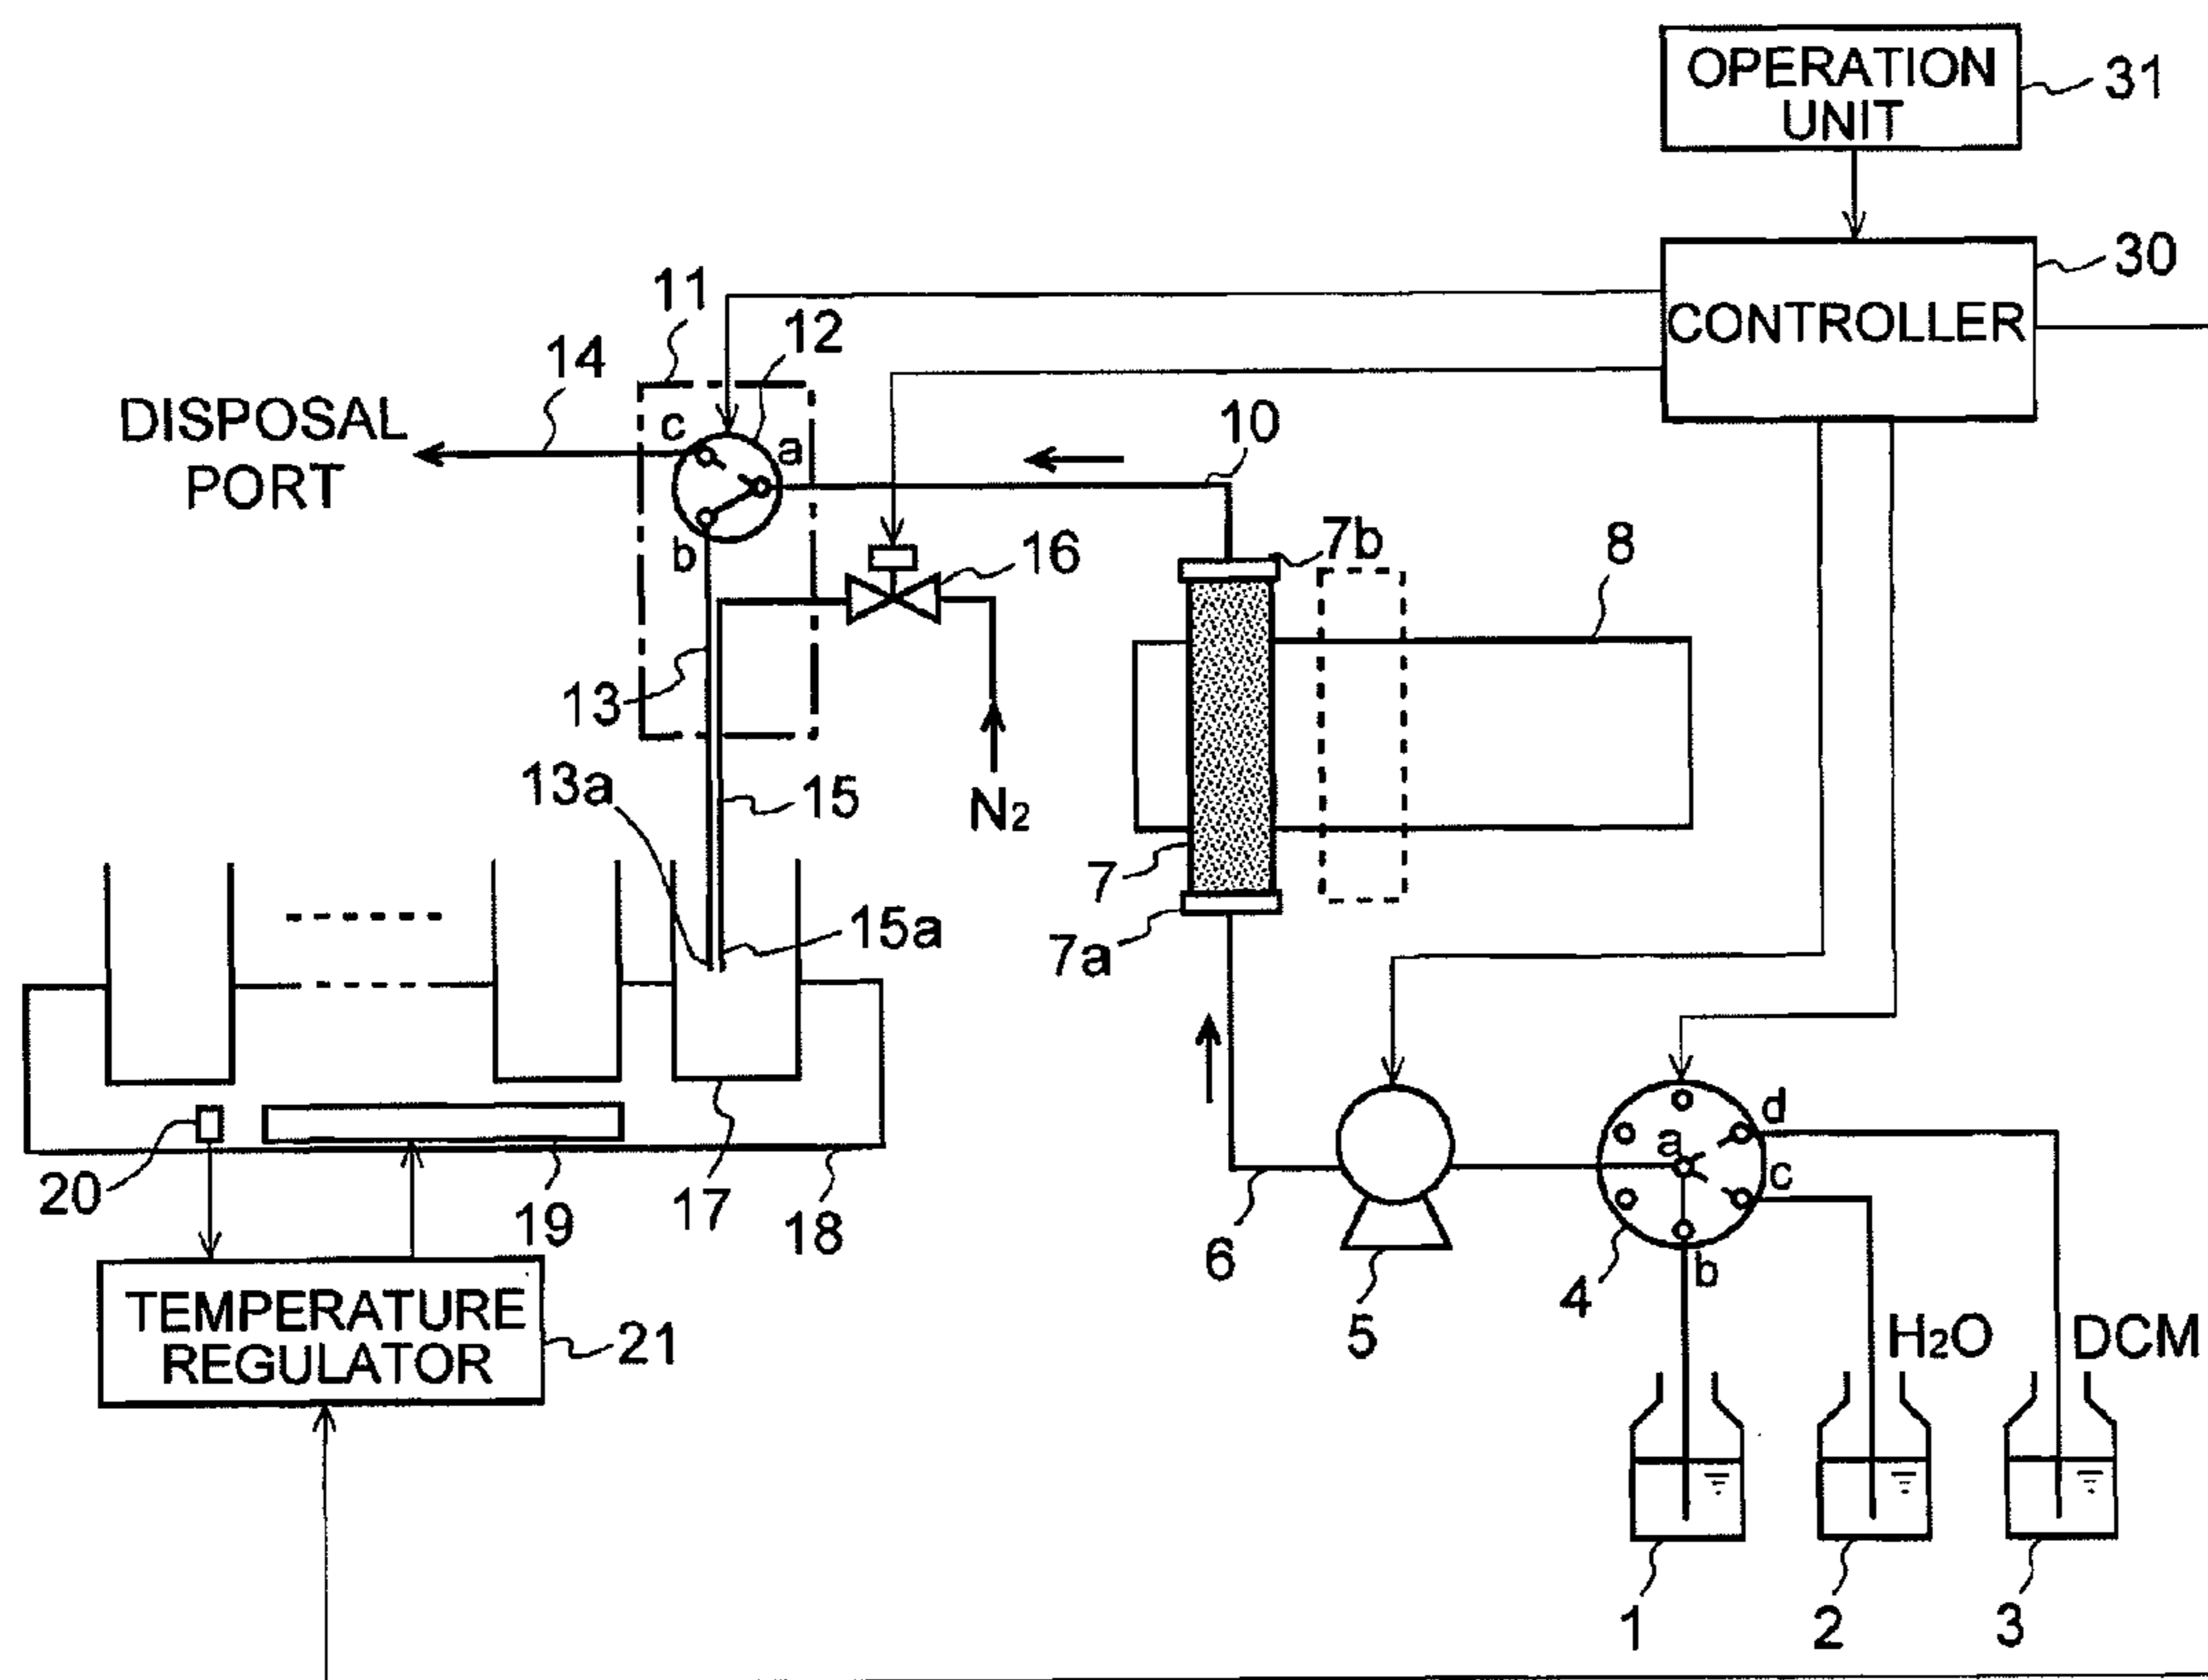 OPERATION
UNIT
31
30
CONTROLLER
11
12
14
DISPOSAL
PORT
c
a
b
10
16
7b
8
13
N2
13a
15
7
7a
15a
20
19
17
18
TEMPERATURE
REGULATOR
21
6
5
4
a
b
c
d
H2O
DCM
1
2
3